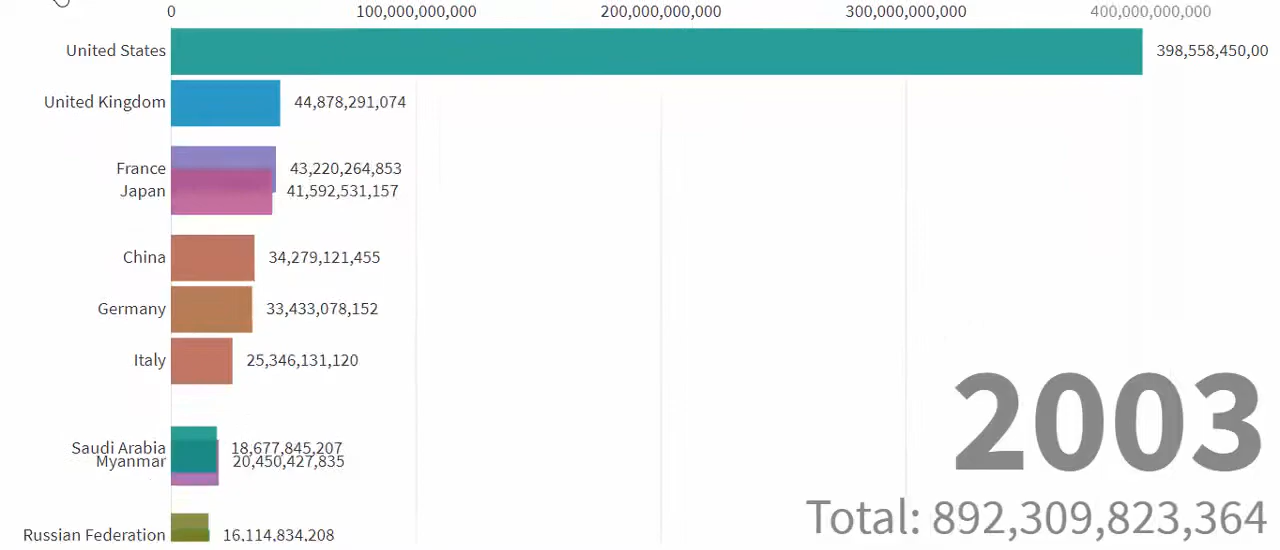 0 100,000,000,000 200,000,000,000 300,000,000,000 400,000,000,000
United States 398,558,450,00
United Kingdom 44,878,291,074
France 43,220,264,853
Japan 41,592,531,157
China 34,279,121,455
Germany 33,433,078,152
Italy 25,346,131,120
Saudi Arabia 18,677,845,207
Myanmar 20,450,427,835
Russian Federation 16,114,834,208
2003
Total: 892,309,823,364